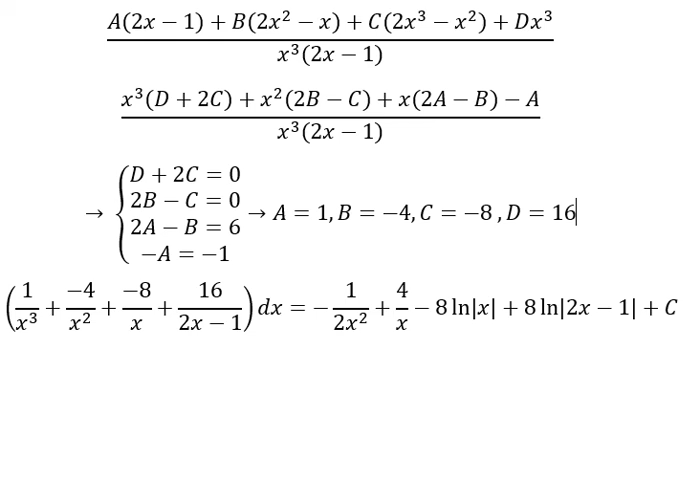 A(2x − 1) + B(2x² − x) + C(2x³ − x²) + Dx³
x³(2x − 1)
x³(D + 2C) + x²(2B − C) + x(2A − B) − A
x³(2x − 1)
→ { D + 2C = 0
2B − C = 0
2A − B = 6 → A = 1, B = −4, C = −8 , D = 16
−A = −1
(1/x³ + −4/x² + −8/x + 16/(2x − 1)) dx = − 1/2x² + 4/x − 8 ln|x| + 8 ln|2x − 1| + C